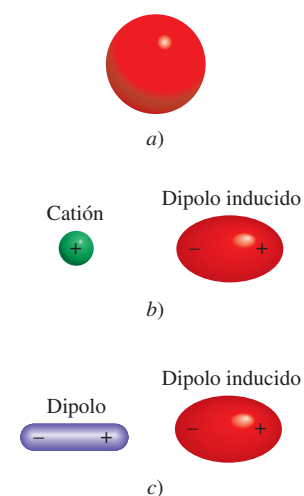 a)
Dipolo inducido
Catión
+
− +
b)
Dipolo inducido
Dipolo
− +
− +
c)